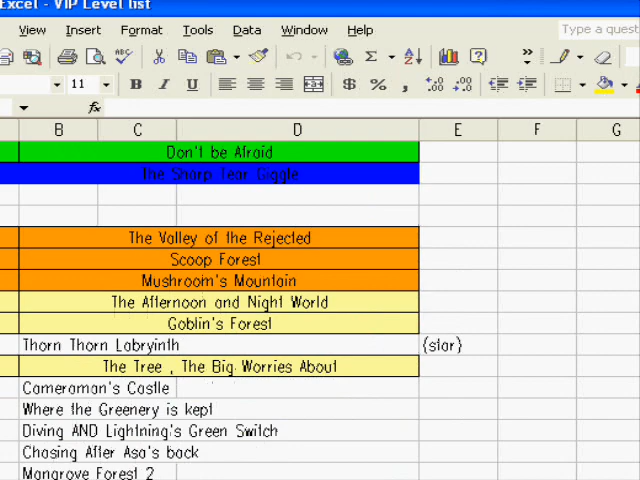 Excel - VIP Level list
View Insert Format Tools Data Window Help Type a quest
11 B I U $ % ,
fx
B C D E F G
Don't be Afraid
The Sharp Tear Giggle
The Valley of the Rejected
Scoop Forest
Mushroom's Mountain
The Afternoon and Night World
Goblin's Forest
Thorn Thorn Labryinth {star}
The Tree , The Big Worries About
Cameraman's Castle
Where the Greenery is kept
Diving AND Lightning's Green Switch
Chasing After Asa's back
Mangrove Forest 2